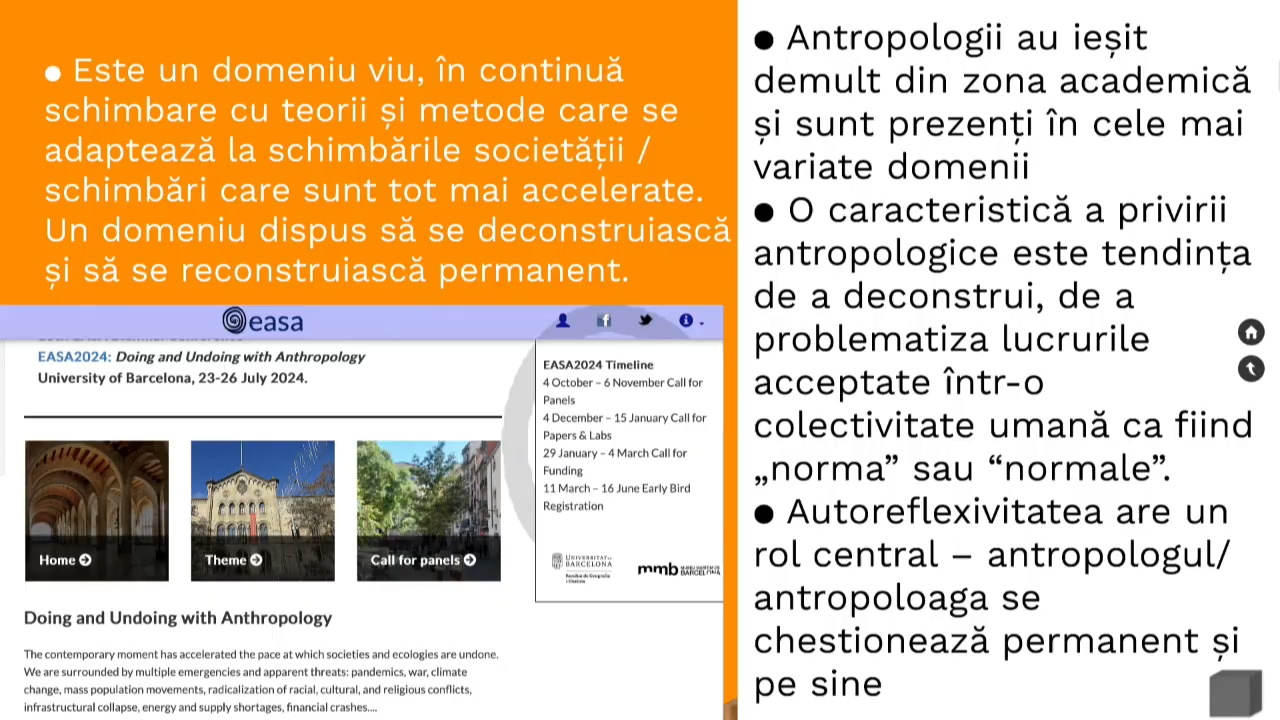 ● Este un domeniu viu, în continuă
schimbare cu teorii și metode care se
adaptează la schimbările societății /
schimbări care sunt tot mai accelerate.
Un domeniu dispus să se deconstruiască
și să se reconstruiască permanent.
easa
EASA2024: Doing and Undoing with Anthropology
University of Barcelona, 23-26 July 2024.
Home
Theme
Call for panels
EASA2024 Timeline
4 October – 6 November Call for
Panels
4 December – 15 January Call for
Papers & Labs
29 January – 4 March Call for
Funding
11 March – 16 June Early Bird
Registration
UNIVERSITAT DE
BARCELONA
mmb
Doing and Undoing with Anthropology
The contemporary moment has accelerated the pace at which societies and ecologies are undone.
We are surrounded by multiple emergencies and apparent threats: pandemics, war, climate
change, mass population movements, radicalization of racial, cultural, and religious conflicts,
infrastructural collapse, energy and supply shortages, financial crashes....
● Antropologii au ieșit
demult din zona academică
și sunt prezenți în cele mai
variate domenii
● O caracteristică a privirii
antropologice este tendința
de a deconstrui, de a
problematiza lucrurile
acceptate într-o
colectivitate umană ca fiind
„norma” sau “normale”.
● Autoreflexivitatea are un
rol central – antropologul/
antropoloaga se
chestionează permanent și
pe sine